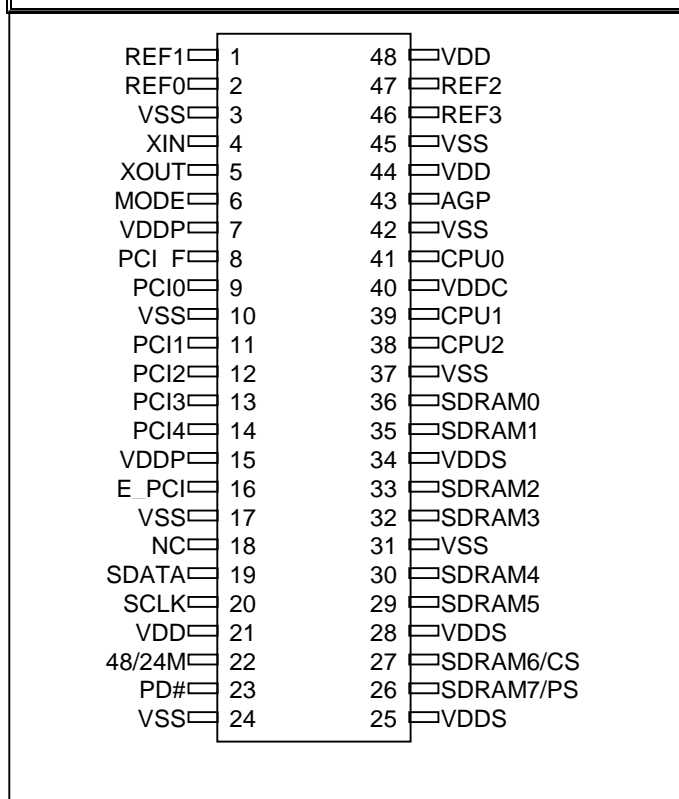 REF1 1 48 VDD
REF0 2 47 REF2
VSS 3 46 REF3
XIN 4 45 VSS
XOUT 5 44 VDD
MODE 6 43 AGP
VDDP 7 42 VSS
PCI_F 8 41 CPU0
PCI0 9 40 VDDC
VSS 10 39 CPU1
PCI1 11 38 CPU2
PCI2 12 37 VSS
PCI3 13 36 SDRAM0
PCI4 14 35 SDRAM1
VDDP 15 34 VDDS
E_PCI 16 33 SDRAM2
VSS 17 32 SDRAM3
NC 18 31 VSS
SDATA 19 30 SDRAM4
SCLK 20 29 SDRAM5
VDD 21 28 VDDS
48/24M 22 27 SDRAM6/CS
PD# 23 26 SDRAM7/PS
VSS 24 25 VDDS